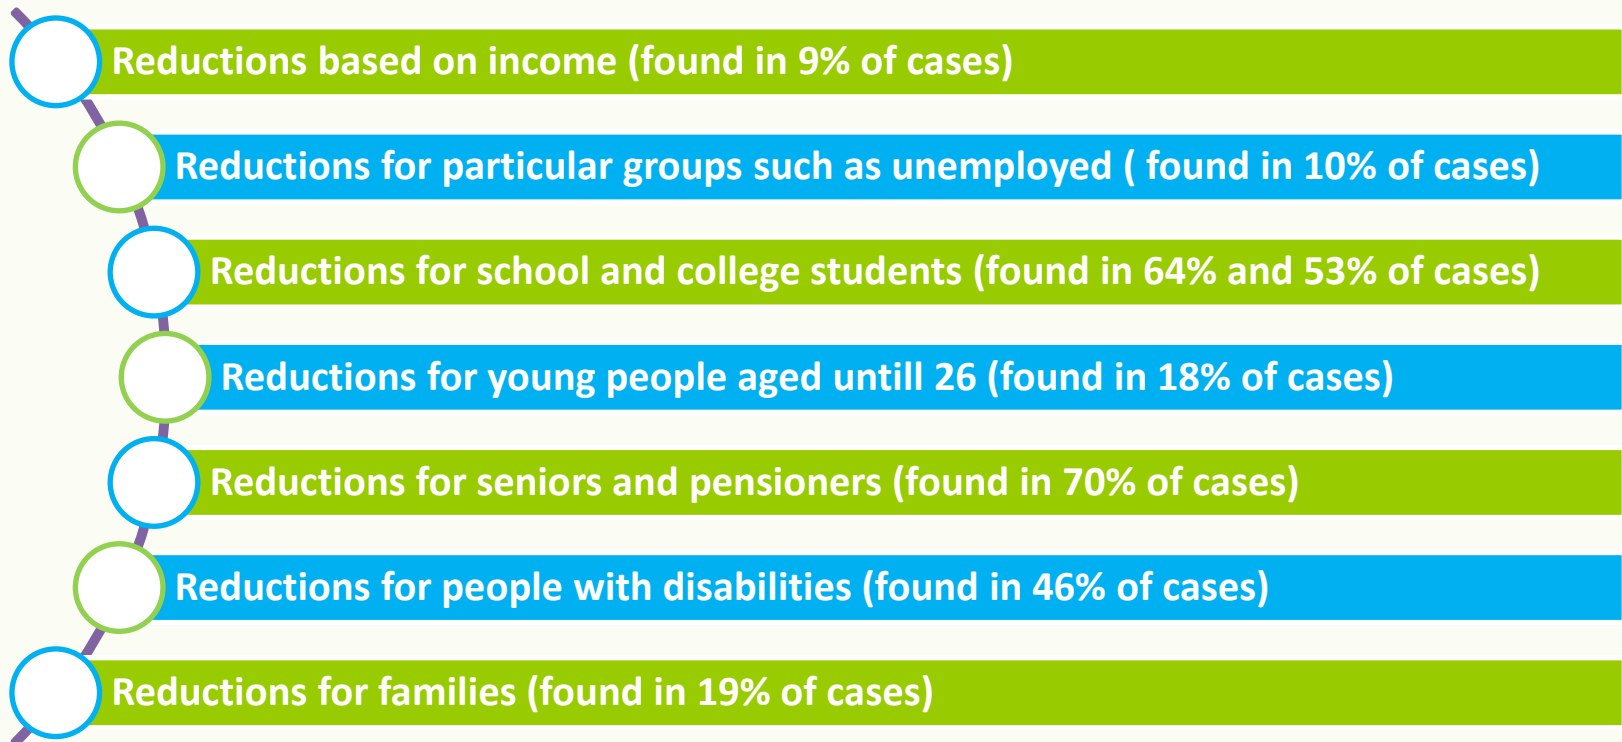 Reductions based on income (found in 9% of cases)
Reductions for particular groups such as unemployed ( found in 10% of cases)
Reductions for school and college students (found in 64% and 53% of cases)
Reductions for young people aged untill 26 (found in 18% of cases)
Reductions for seniors and pensioners (found in 70% of cases)
Reductions for people with disabilities (found in 46% of cases)
Reductions for families (found in 19% of cases)